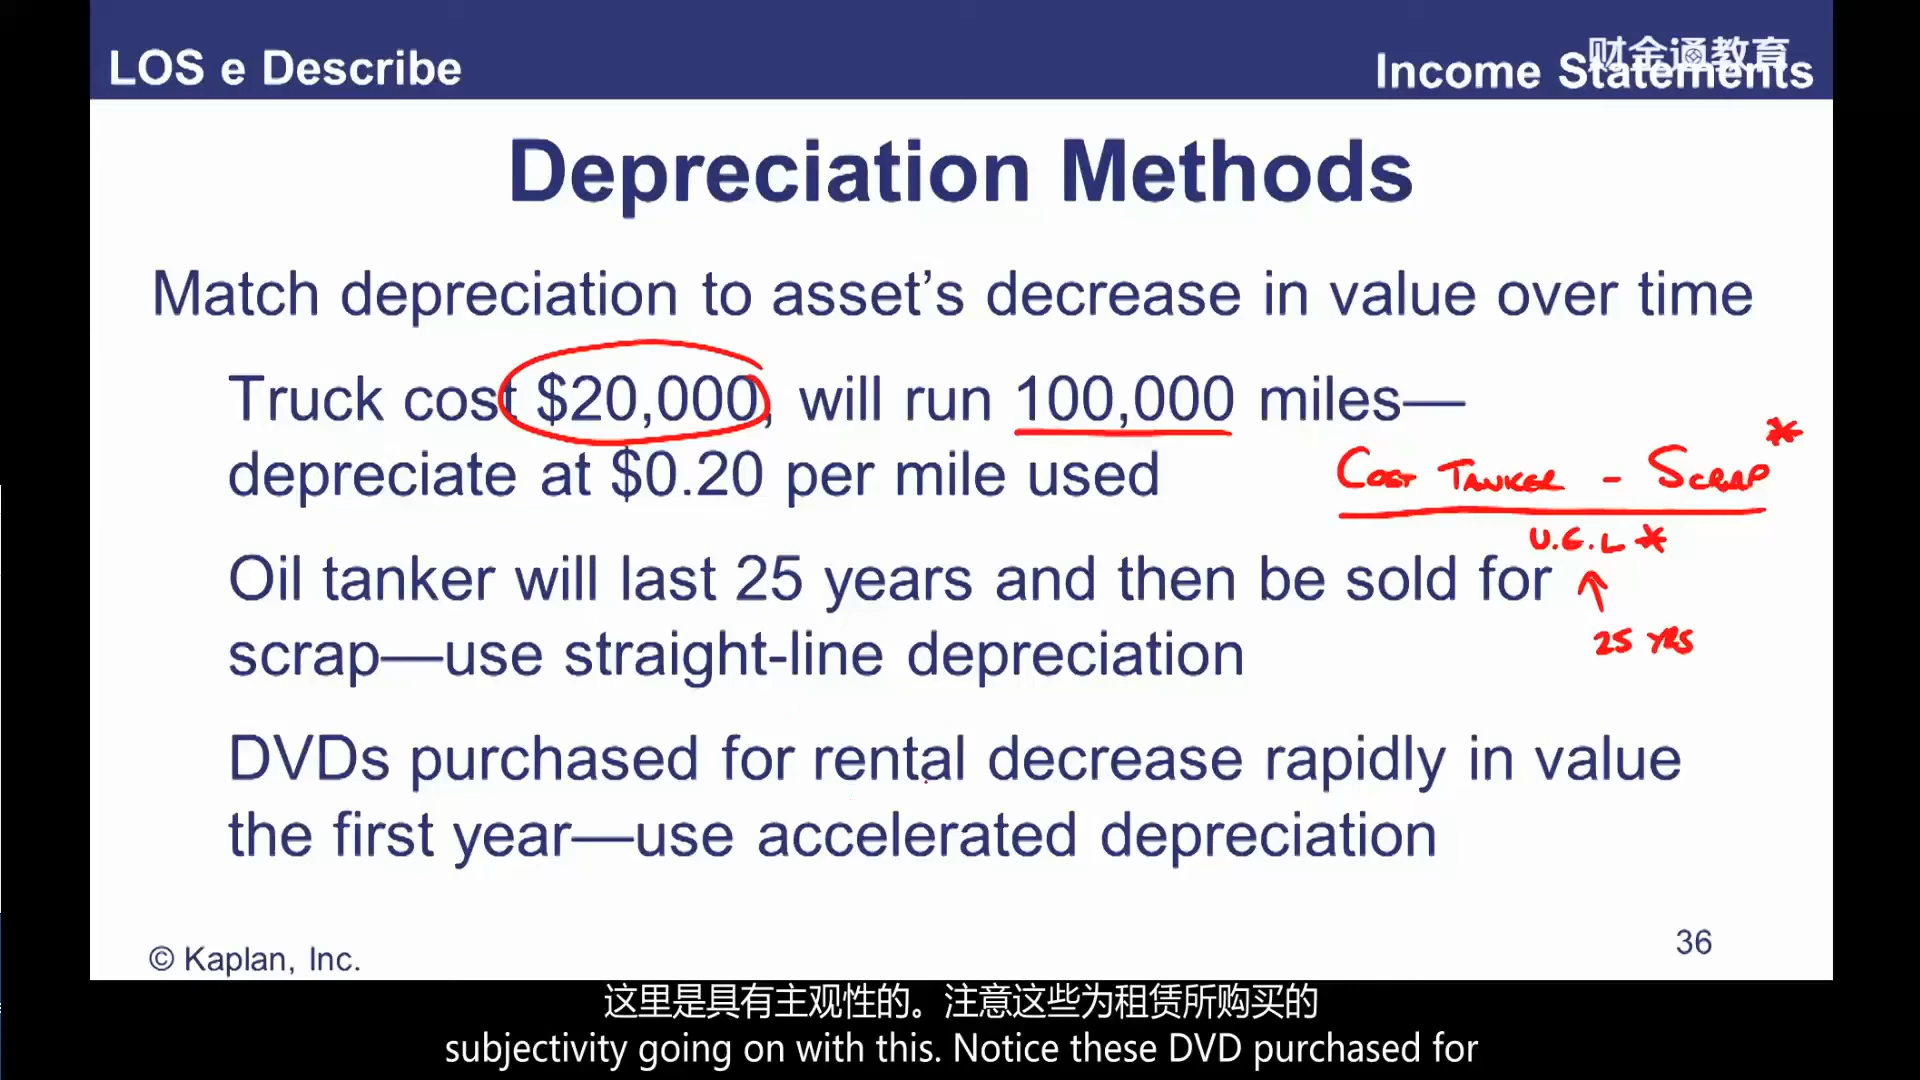 LOS e Describe
Income Statements
财金通教育
Depreciation Methods
Match depreciation to asset's decrease in value over time
Truck cost $20,000, will run 100,000 miles—
depreciate at $0.20 per mile used
COST TANKER - SCRAP*
U.E.L*
25 YRS
Oil tanker will last 25 years and then be sold for
scrap—use straight-line depreciation
DVDs purchased for rental decrease rapidly in value
the first year—use accelerated depreciation
© Kaplan, Inc.
36
这里是具有主观性的。注意这些为租赁所购买的
subjectivity going on with this. Notice these DVD purchased for